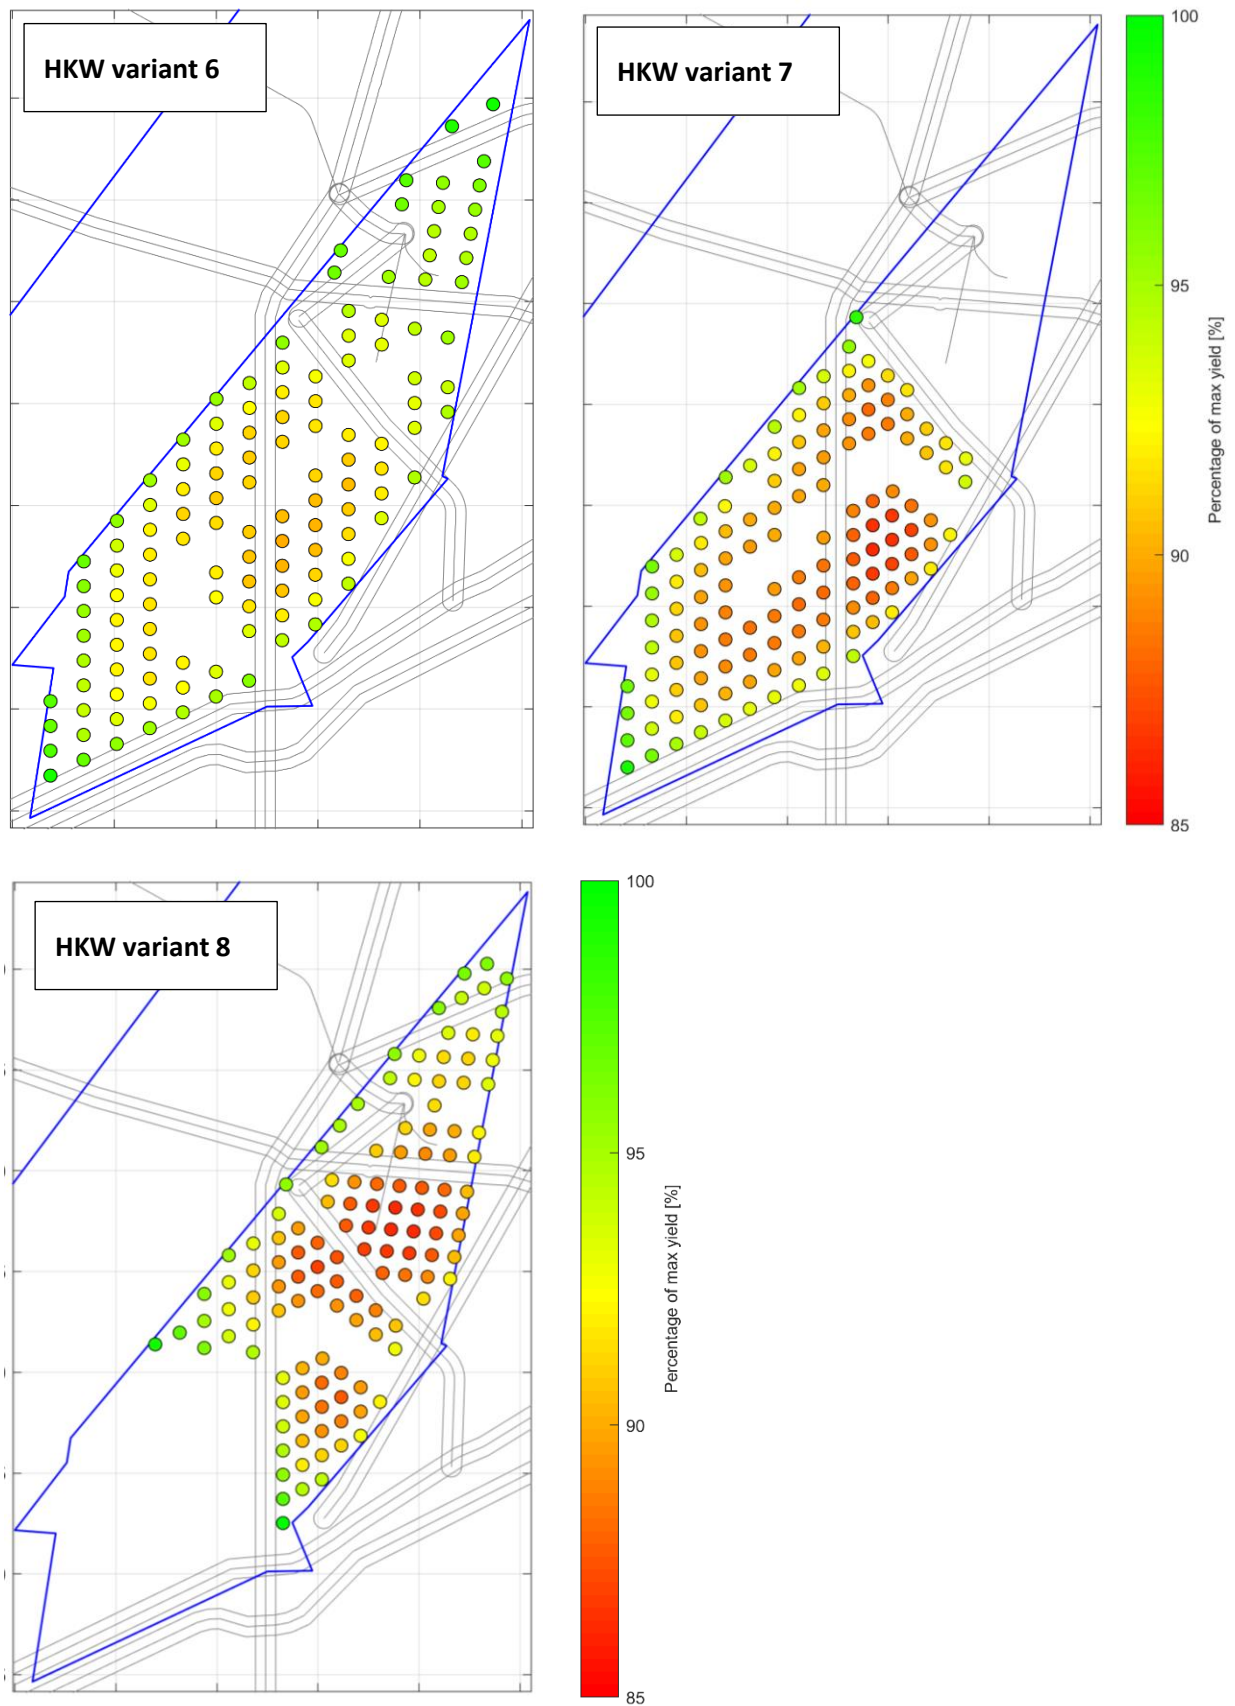 HKW variant 6
HKW variant 7
100
95
90
85
Percentage of max yield [%]
HKW variant 8
100
95
90
85
Percentage of max yield [%]